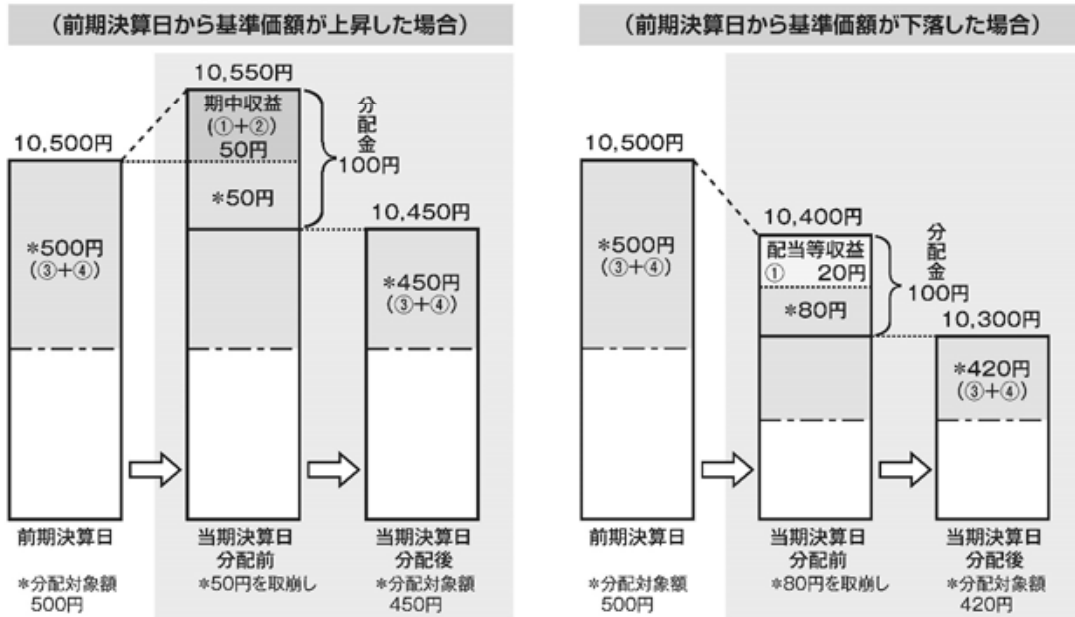 (前期決算日から基準価額が上昇した場合)
10,550円
期中収益
(①+②)
50円
*50円
分配金
100円
10,500円
*500円
(③+④)
10,450円
*450円
(③+④)
前期決算日
当期決算日
分配前
当期決算日
分配後
*分配対象額
500円
*50円を取崩し
*分配対象額
450円
(前期決算日から基準価額が下落した場合)
10,500円
*500円
(③+④)
10,400円
配当等収益
① 20円
*80円
分配金
100円
10,300円
*420円
(③+④)
前期決算日
当期決算日
分配前
当期決算日
分配後
*分配対象額
500円
*80円を取崩し
*分配対象額
420円